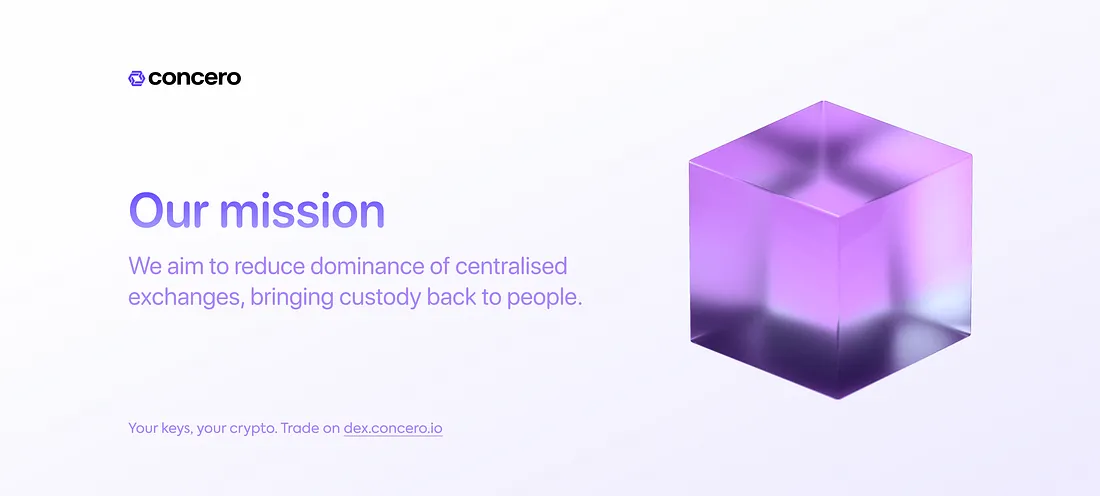 concero
Our mission
We aim to reduce dominance of centralised
exchanges, bringing custody back to people.
Your keys, your crypto. Trade on dex.concero.io